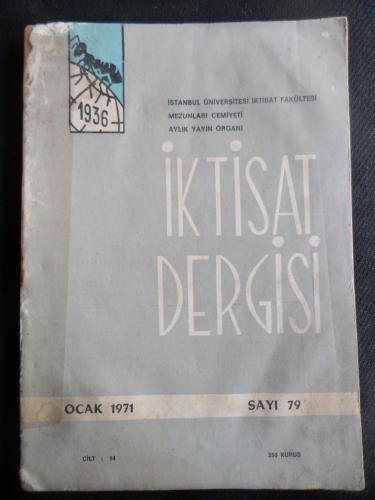 1936
İSTANBUL ÜNİVERSİTESİ İKTİSAT FAKÜLTESİ
MEZUNLARI CEMİYETİ
AYLIK YAYIN ORGANI
İKTİSAT
DERGİSİ
OCAK 1971 SAYI 79
CİLT : 14 250 KURUŞ